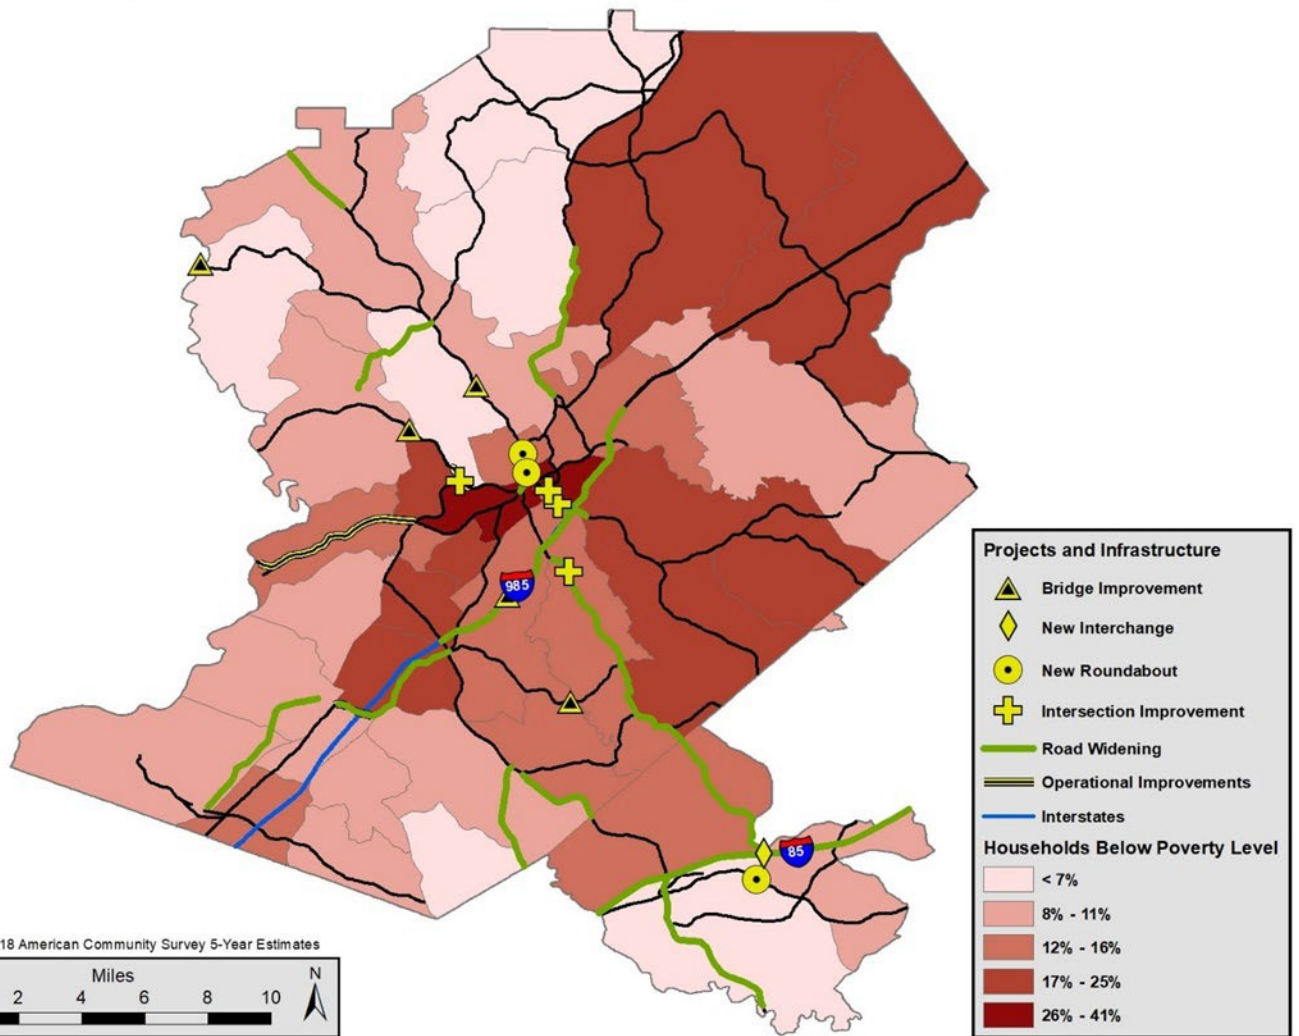 985
85
Projects and Infrastructure
Bridge Improvement
New Interchange
New Roundabout
Intersection Improvement
Road Widening
Operational Improvements
Interstates
Households Below Poverty Level
< 7%
8% - 11%
12% - 16%
17% - 25%
26% - 41%
18 American Community Survey 5-Year Estimates
Miles
N
2 4 6 8 10